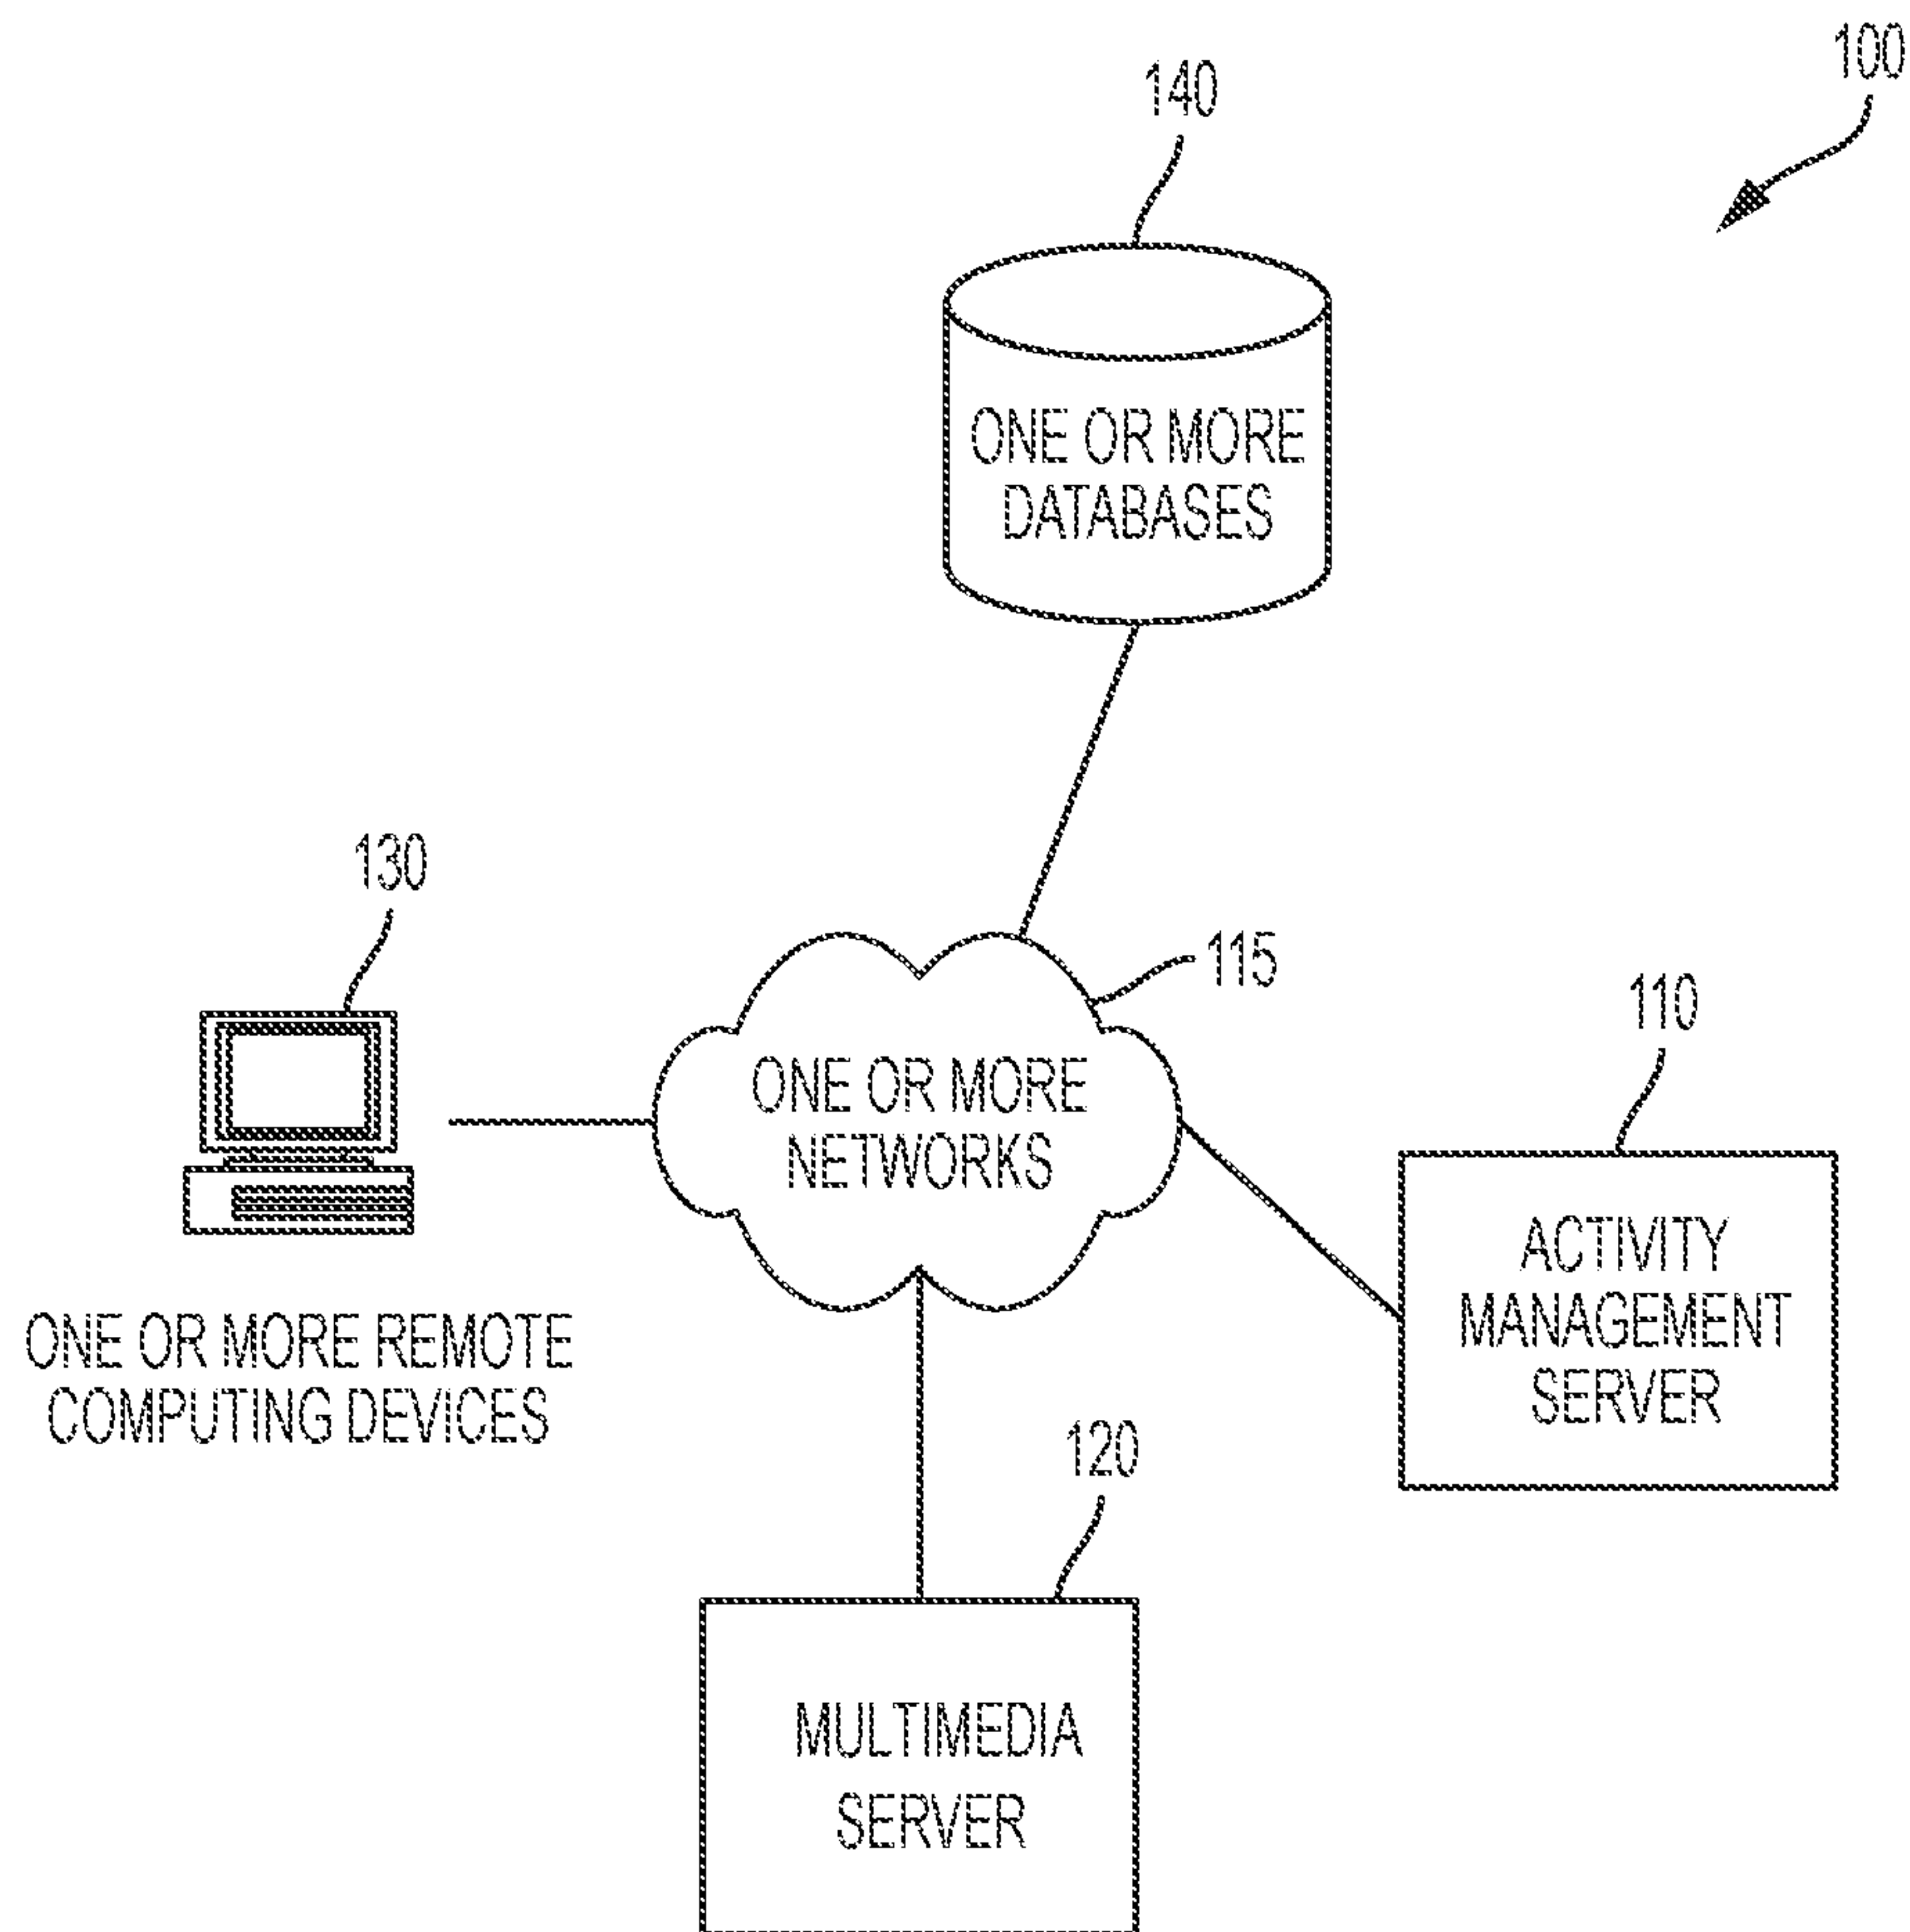 100
140
ONE OR MORE
DATABASES
130
115
110
ONE OR MORE
NETWORKS
ACTIVITY
MANAGEMENT
SERVER
ONE OR MORE REMOTE
COMPUTING DEVICES
120
MULTIMEDIA
SERVER